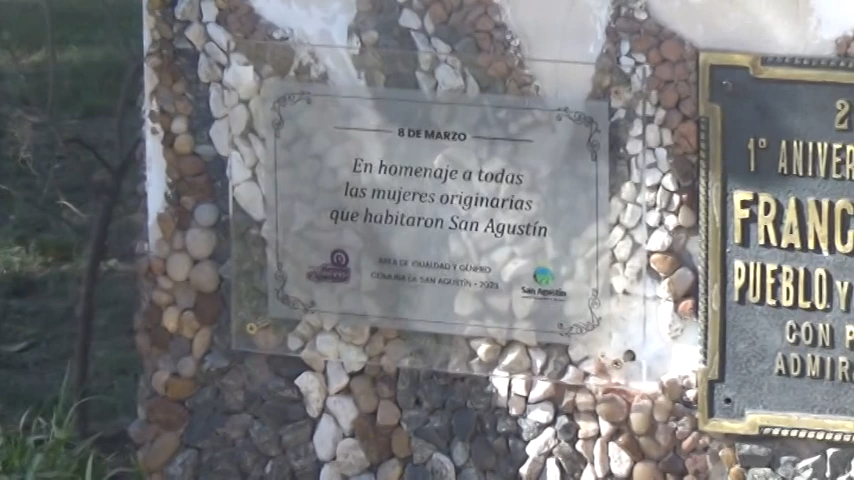 8 DE MARZO
En homenaje a todas
las mujeres originarias
que habitaron San Agustín
ÁREA DE IGUALDAD Y GÉNERO
COMUNA DE SAN AGUSTÍN • 2023
San Agustín
2
1° ANIVER
FRANC
PUEBLO Y
CON P
ADMIR